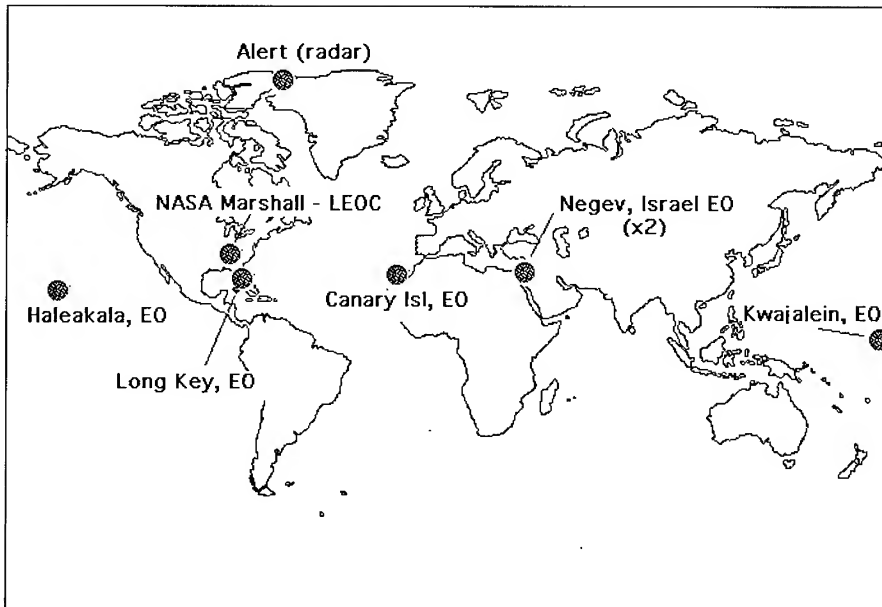 Alert (radar)
NASA Marshall - LEOC
Negev, Israel EO
(x2)
Haleakala, EO
Canary Isl, EO
Kwajalein, EO
Long Key, EO